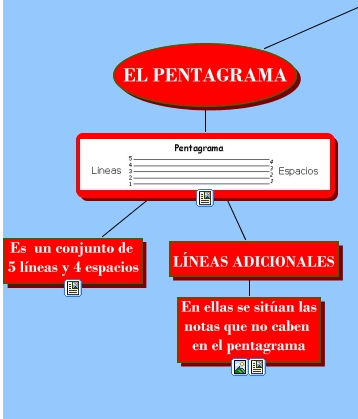 EL PENTAGRAMA
Pentagrama
Líneas
5
4
3
2
1
4
3
2
1
Espacios
Es un conjunto de
5 líneas y 4 espacios
LÍNEAS ADICIONALES
En ellas se sitúan las
notas que no caben
en el pentagrama